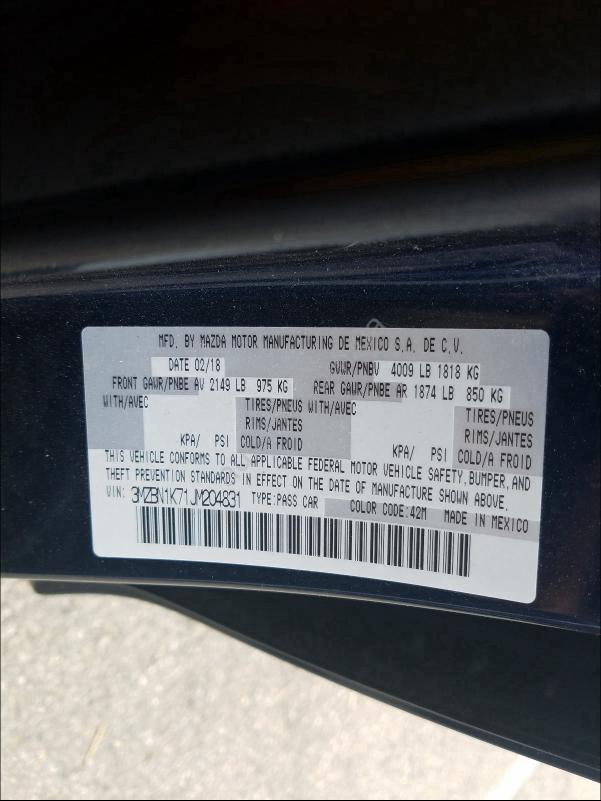 MFD. BY MAZDA MOTOR MANUFACTURING DE MEXICO S.A. DE C.V.
DATE 02/18 GVWR/PNBV 4009 LB 1818 KG
FRONT GAWR/PNBE AV 2149 LB 975 KG REAR GAWR/PNBE AR 1874 LB 850 KG
WITH/AVEC TIRES/PNEUS WITH/AVEC TIRES/PNEUS
RIMS/JANTES RIMS/JANTES
KPA/ PSI COLD/A FROID KPA/ PSI COLD/A FROID
THIS VEHICLE CONFORMS TO ALL APPLICABLE FEDERAL MOTOR VEHICLE SAFETY, BUMPER, AND
THEFT PREVENTION STANDARDS IN EFFECT ON THE DATE OF MANUFACTURE SHOWN ABOVE.
VIN: 3MZBN1K71JM204831 TYPE:PASS CAR COLOR CODE:42M MADE IN MEXICO